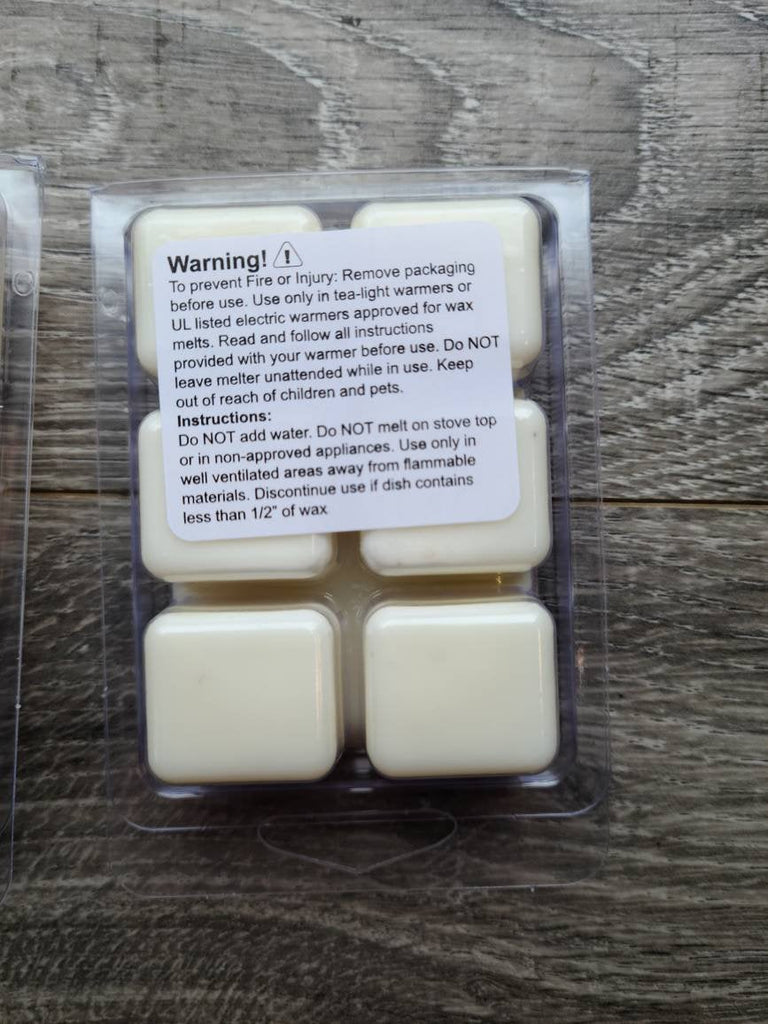 Warning! ⚠
To prevent Fire or Injury: Remove packaging
before use. Use only in tea-light warmers or
UL listed electric warmers approved for wax
melts. Read and follow all instructions
provided with your warmer before use. Do NOT
leave melter unattended while in use. Keep
out of reach of children and pets.
Instructions:
Do NOT add water. Do NOT melt on stove top
or in non-approved appliances. Use only in
well ventilated areas away from flammable
materials. Discontinue use if dish contains
less than 1/2" of wax